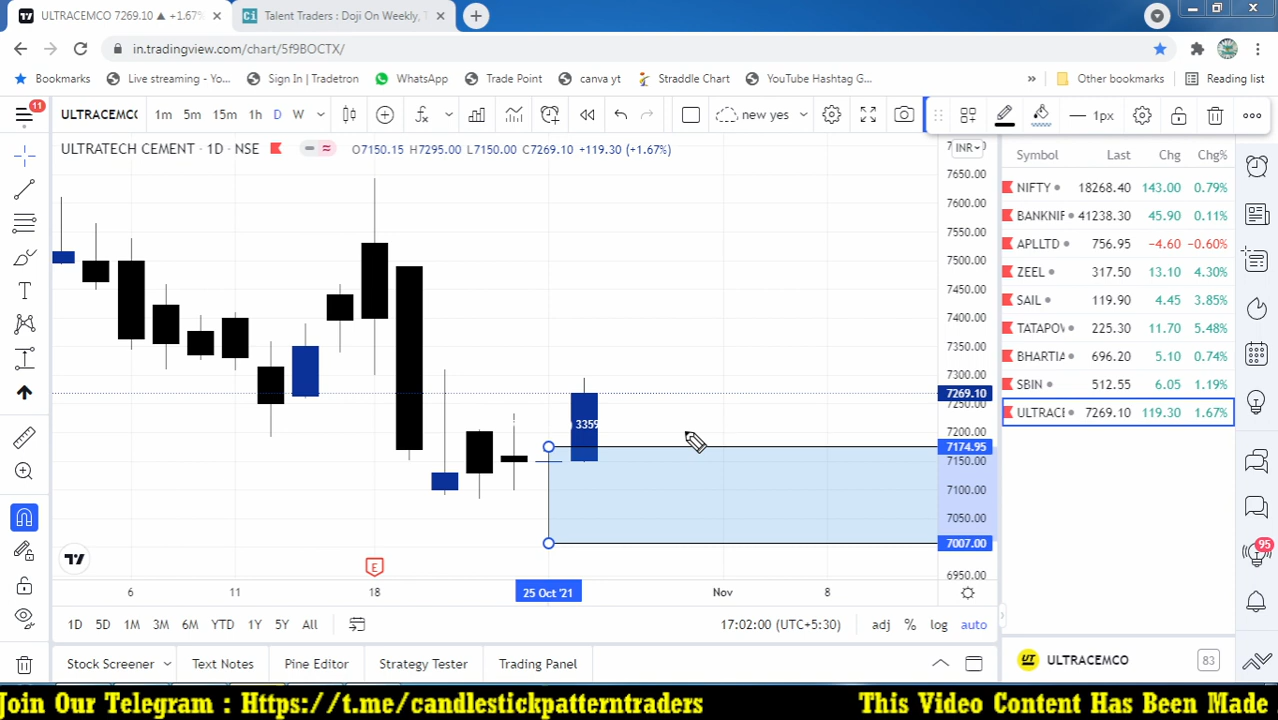 ULTRACEMCO 7269.10 ▲ +1.67%
Talent Traders : Doji On Weekly, T
in.tradingview.com/chart/5f9BOCTX/
Bookmarks
Live streaming - Yo...
Sign In | Tradetron
WhatsApp
Trade Point
canva yt
Straddle Chart
YouTube Hashtag G...
»
Other bookmarks
Reading list
11
ULTRACEMC
1m 5m 15m 1h D W
new yes
1px
ULTRATECH CEMENT · 1D · NSE
O7150.15 H7295.00 L7150.00 C7269.10 +119.30 (+1.67%)
INR
Symbol Last Chg Chg%
NIFTY 18268.40 143.00 0.79%
BANKNIF 41238.30 45.90 0.11%
APLLTD 756.95 −4.60 −0.60%
ZEEL 317.50 13.10 4.30%
SAIL 119.90 4.45 3.85%
TATAPOW 225.30 11.70 5.48%
BHARTIA 696.20 5.10 0.74%
SBIN 512.55 6.05 1.19%
ULTRACE 7269.10 119.30 1.67%
7650.00
7600.00
7550.00
7500.00
7450.00
7400.00
7350.00
7300.00
7269.10
7250.00
7200.00
7174.95
7150.00
7100.00
7050.00
7007.00
6950.00
3359
E
95
6 11 18 25 Oct '21 Nov 8
1D 5D 1M 3M 6M YTD 1Y 5Y All
17:02:00 (UTC+5:30)
adj % log auto
ULTRACEMCO
83
Stock Screener Text Notes Pine Editor Strategy Tester Trading Panel
Join Our Telegram : Https://t.me/candlestickpatterntraders
This Video Content Has Been Made